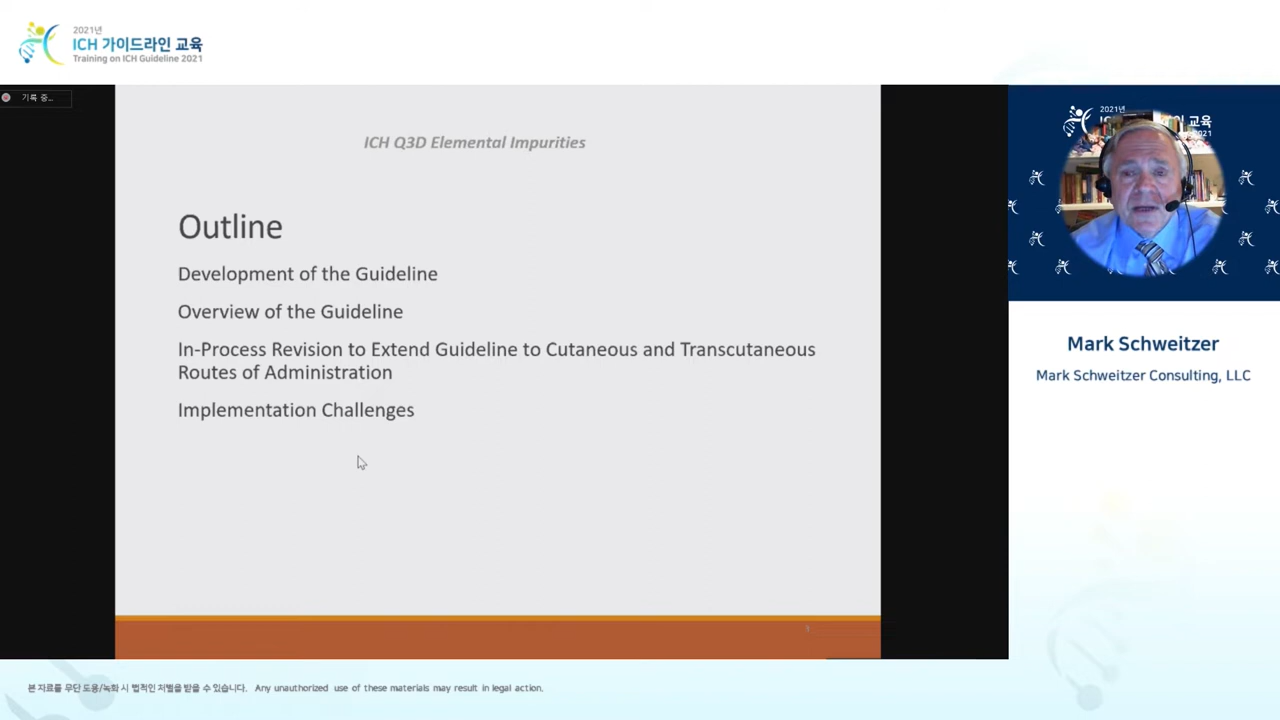 2021년
ICH 가이드라인 교육
Training on ICH Guideline 2021
기록 중...
ICH Q3D Elemental Impurities
Outline
Development of the Guideline
Overview of the Guideline
In-Process Revision to Extend Guideline to Cutaneous and Transcutaneous
Routes of Administration
Implementation Challenges
2021년
교육
2021
Mark Schweitzer
Mark Schweitzer Consulting, LLC
본 자료를 무단 도용/녹화 시 법적인 처벌을 받을 수 있습니다. Any unauthorized use of these materials may result in legal action.